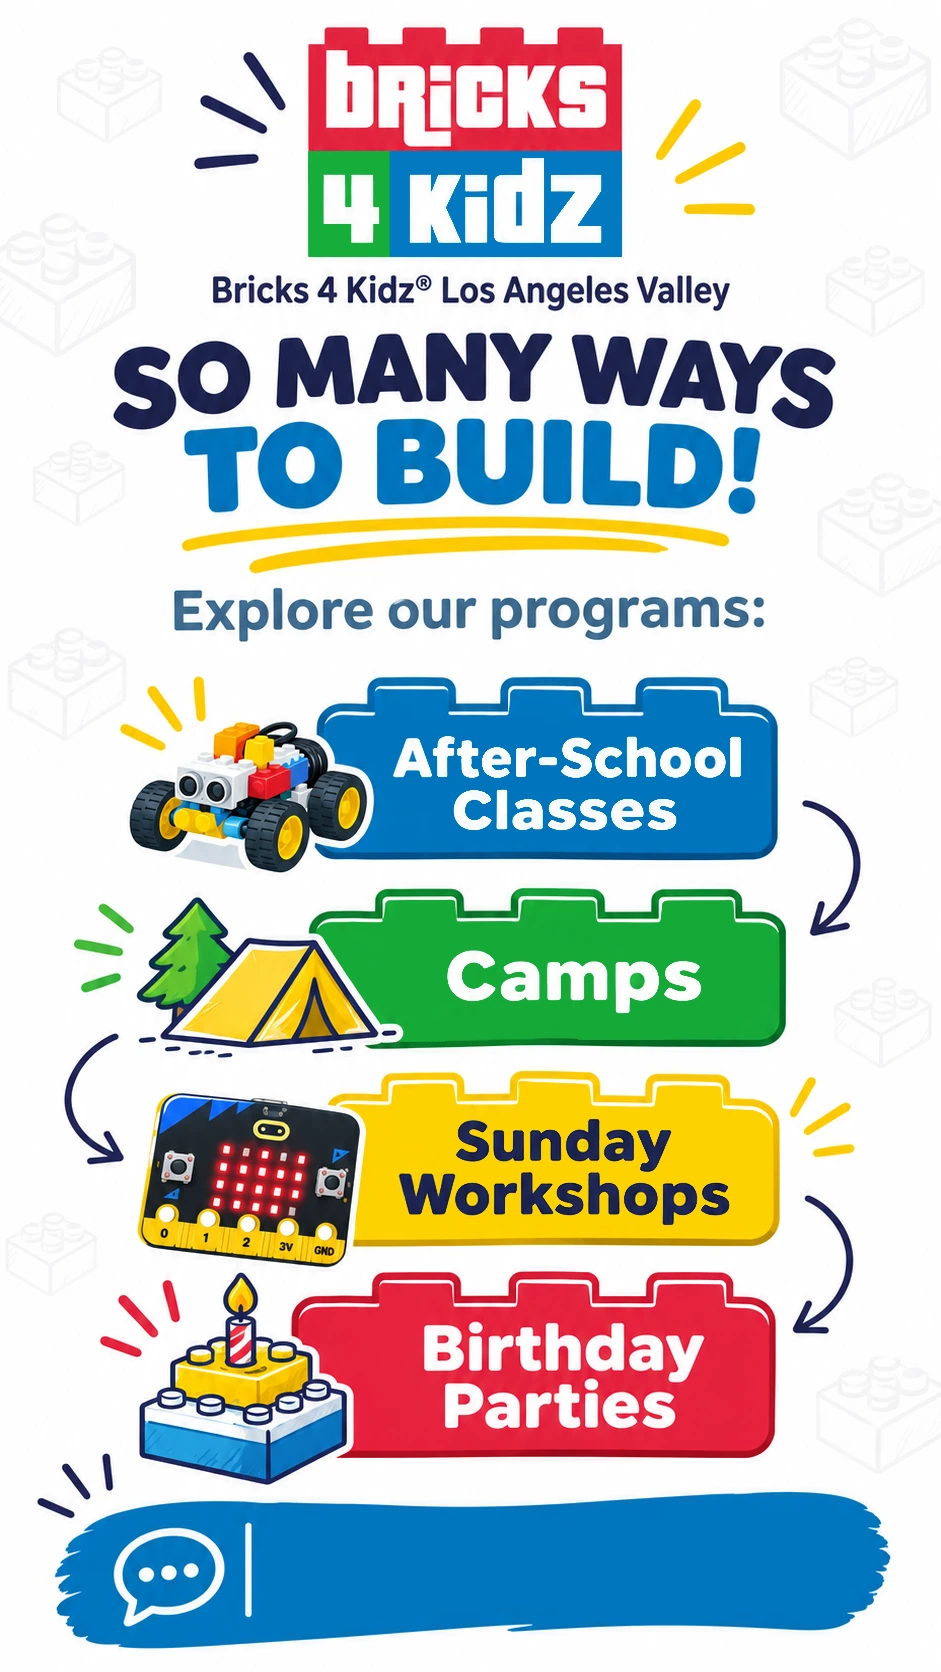 bricks
4 kidz
Bricks 4 Kidz® Los Angeles Valley
SO MANY WAYS
TO BUILD!
Explore our programs:
After-School
Classes
Camps
Sunday
Workshops
0 1 2 3V GND
Birthday
Parties